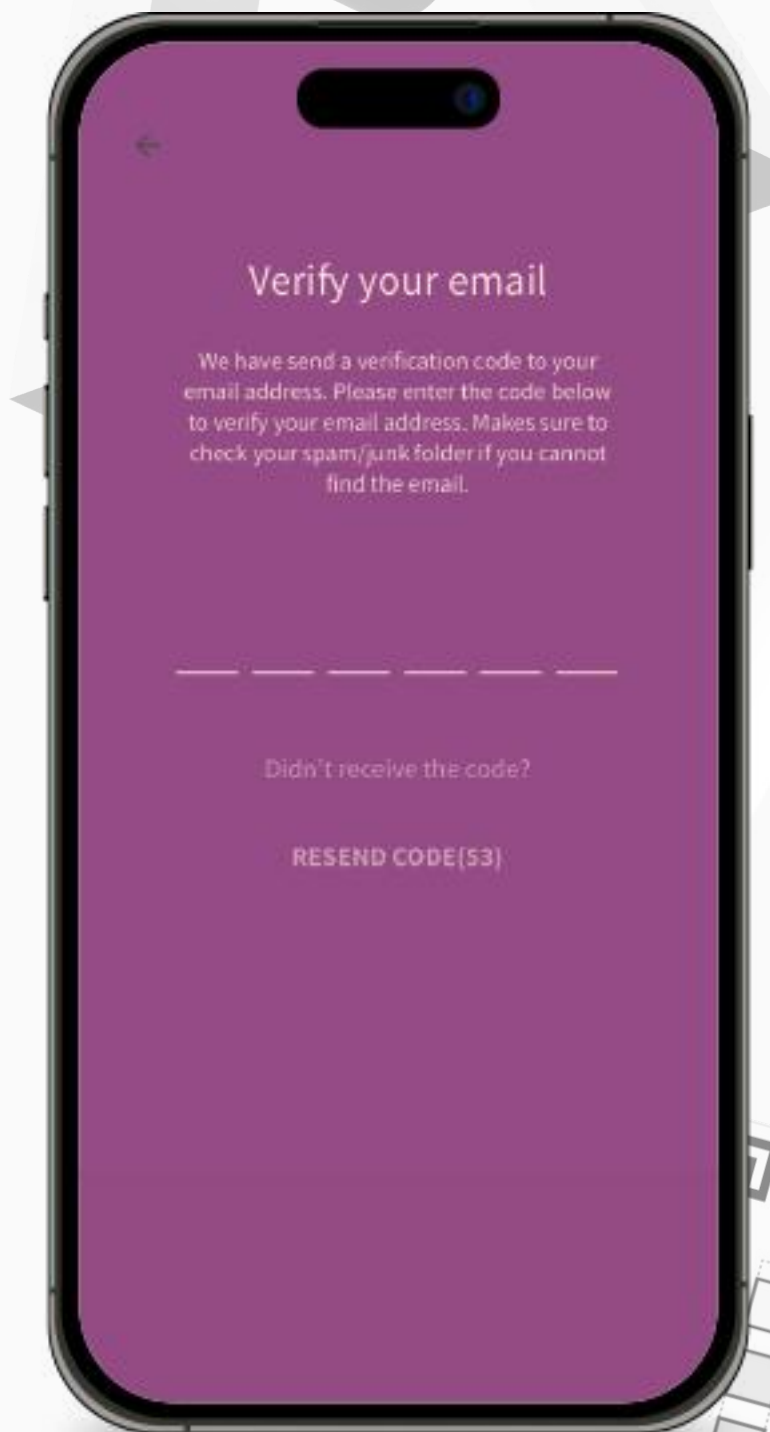 Verify your email
We have send a verification code to your
email address. Please enter the code below
to verify your email address. Makes sure to
check your spam/junk folder if you cannot
find the email.
Didn't receive the code?
RESEND CODE(53)